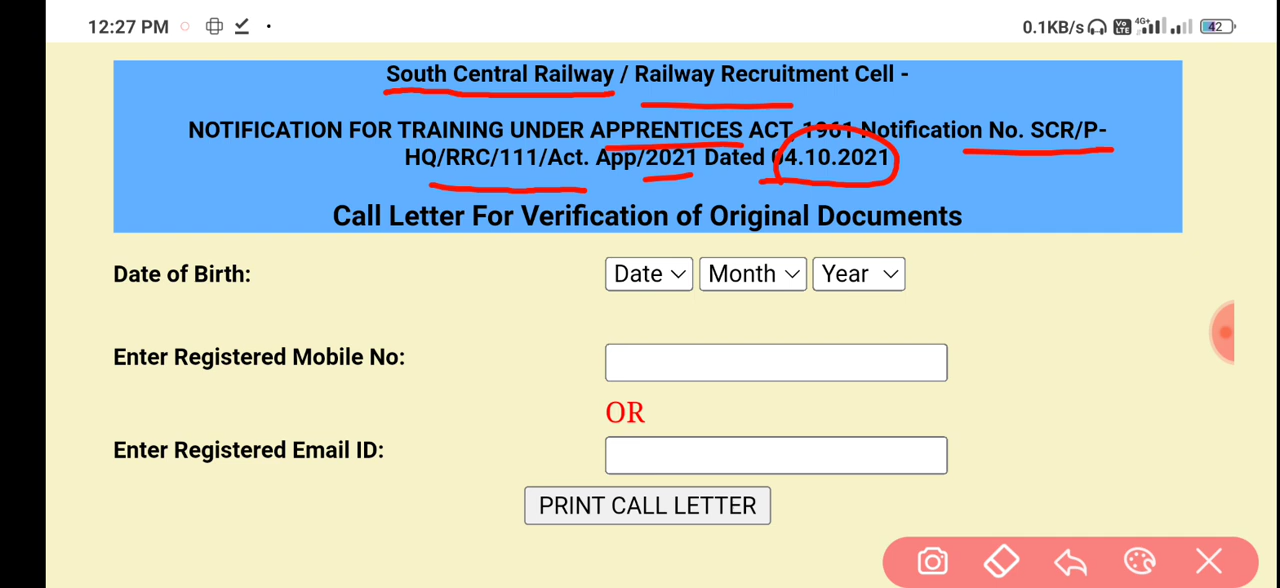 12:27 PM
0.1KB/s Vo LTE 4G+ 42
South Central Railway / Railway Recruitment Cell -
NOTIFICATION FOR TRAINING UNDER APPRENTICES ACT 1961 Notification No. SCR/P-
HQ/RRC/111/Act. App/2021 Dated 04.10.2021
Call Letter For Verification of Original Documents
Date of Birth: Date Month Year
Enter Registered Mobile No:
OR
Enter Registered Email ID:
PRINT CALL LETTER